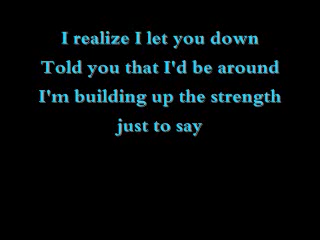 I realize I let you down
Told you that I'd be around
I'm building up the strength
just to say